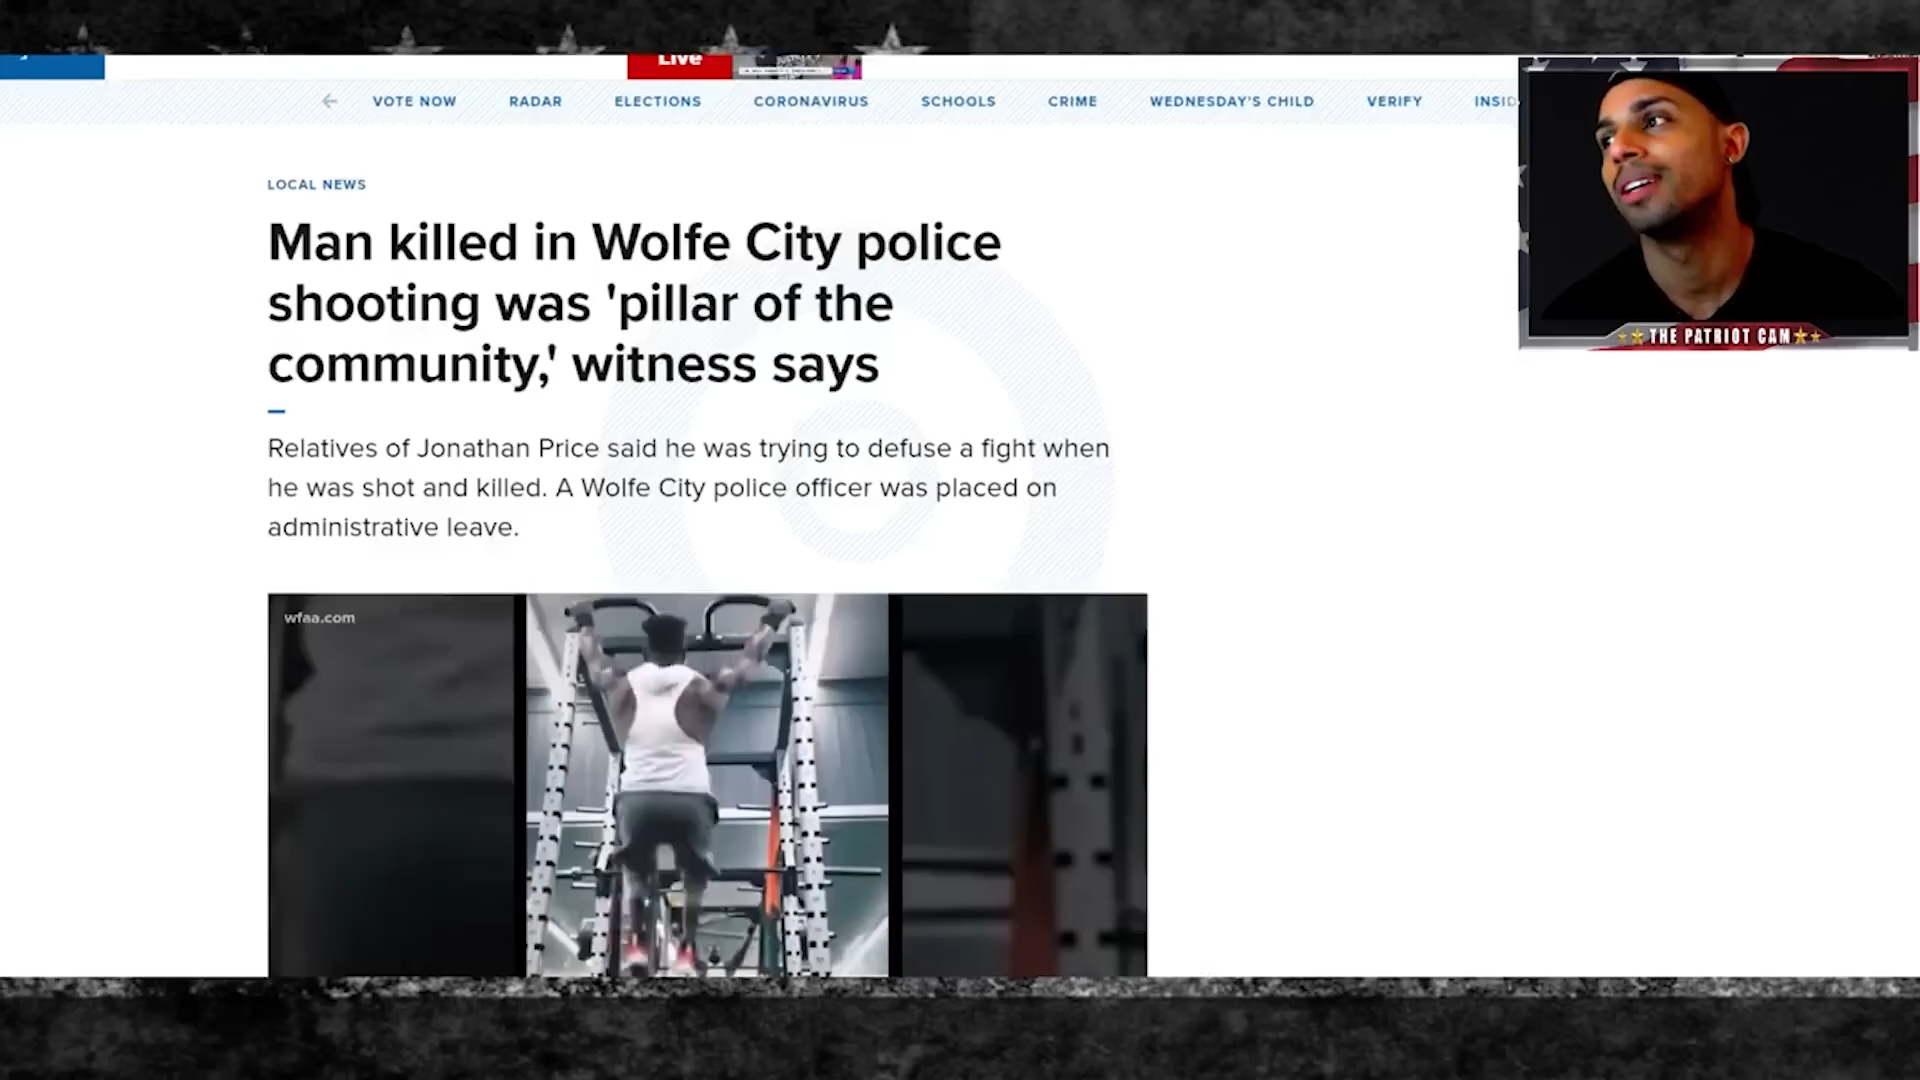 Live
VOTE NOW RADAR ELECTIONS CORONAVIRUS SCHOOLS CRIME WEDNESDAY'S CHILD VERIFY INSID
LOCAL NEWS
Man killed in Wolfe City police
shooting was 'pillar of the
community,' witness says
Relatives of Jonathan Price said he was trying to defuse a fight when
he was shot and killed. A Wolfe City police officer was placed on
administrative leave.
wfaa.com
THE PATRIOT CAM